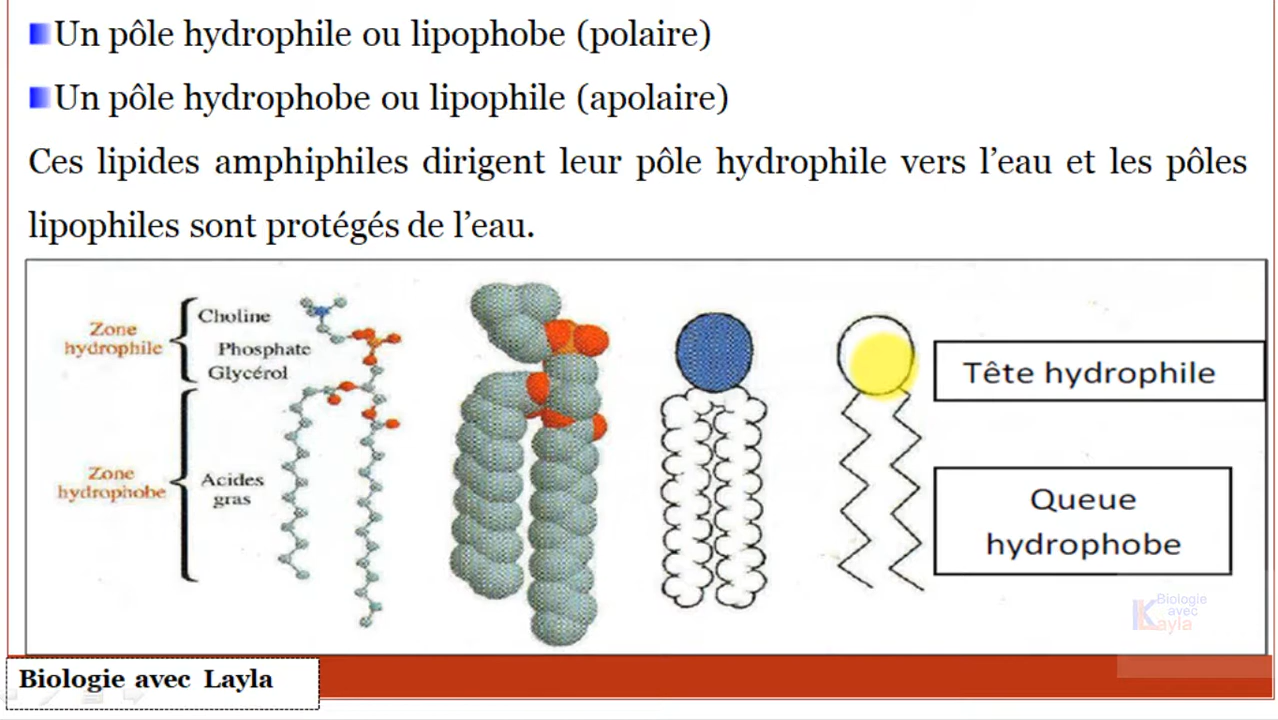 Un pôle hydrophile ou lipophobe (polaire)
Un pôle hydrophobe ou lipophile (apolaire)
Ces lipides amphiphiles dirigent leur pôle hydrophile vers l’eau et les pôles
lipophiles sont protégés de l’eau.
Zone
hydrophile
Choline
Phosphate
Glycérol
Zone
hydrophobe
Acides
gras
Tête hydrophile
Queue
hydrophobe
Biologie
avec
Layla
Biologie avec Layla